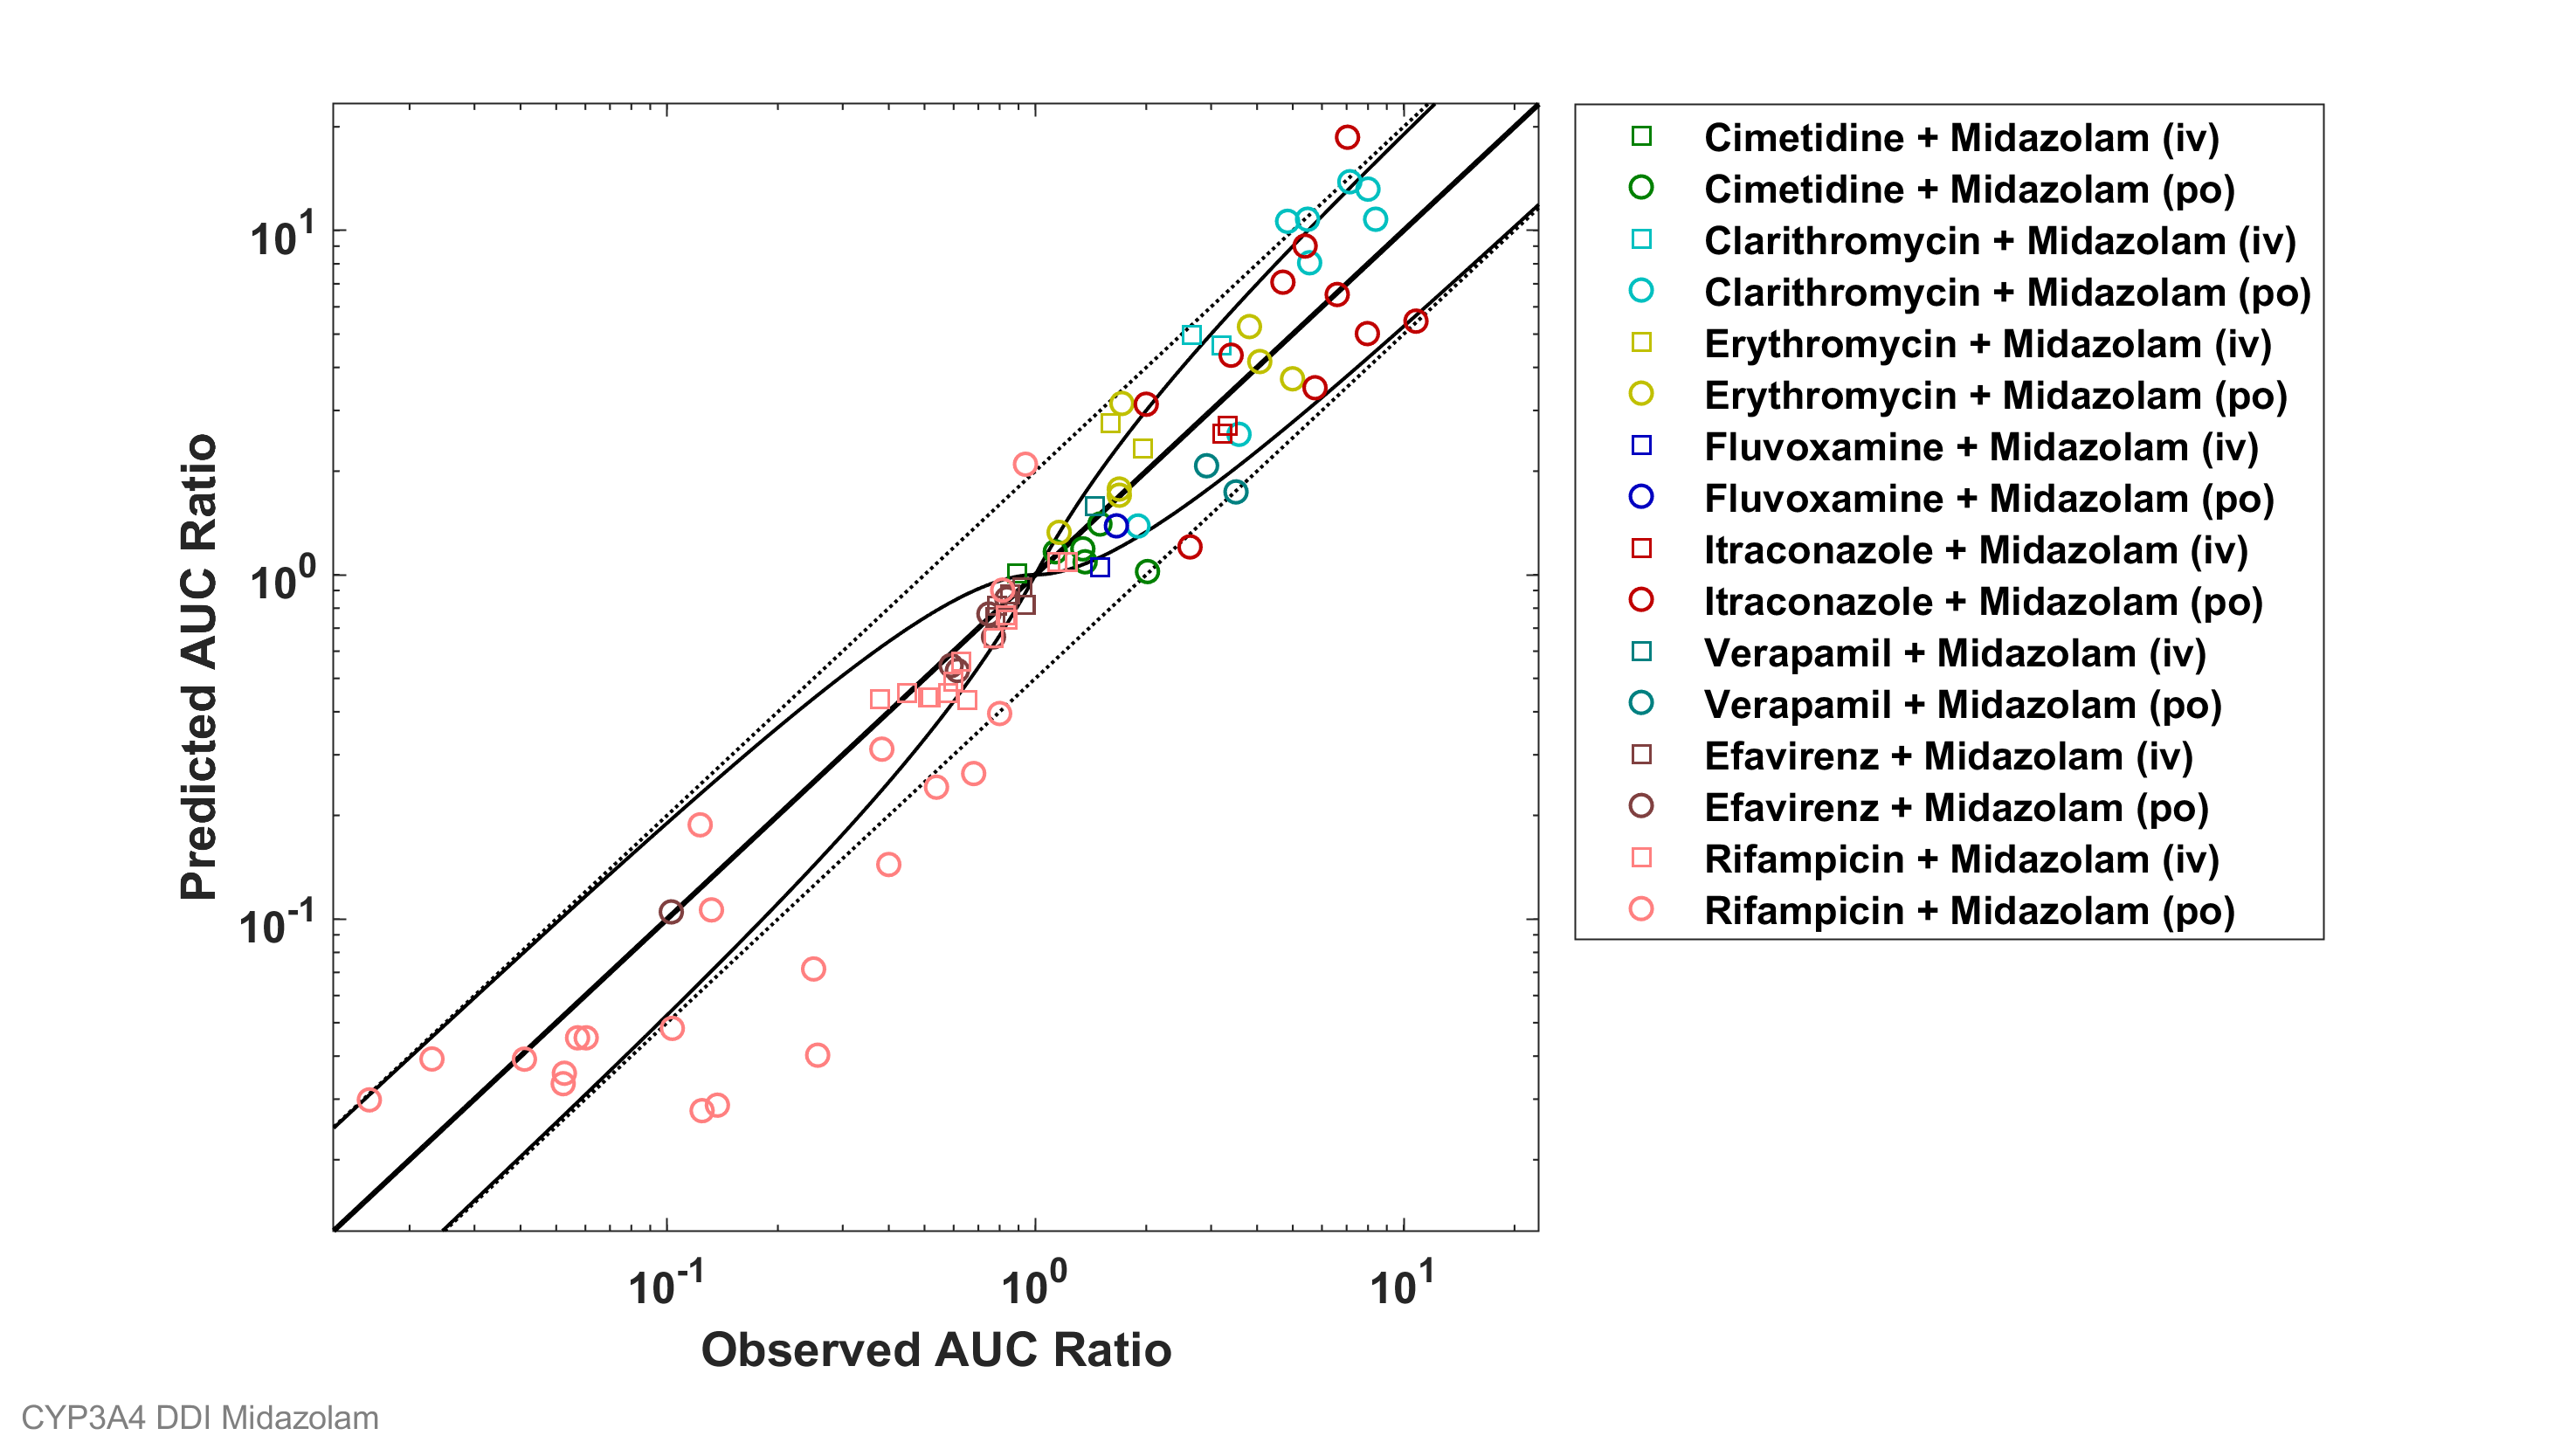 Predicted AUC Ratio
10^1
10^0
10^-1
10^-1
10^0
10^1
Observed AUC Ratio
Cimetidine + Midazolam (iv)
Cimetidine + Midazolam (po)
Clarithromycin + Midazolam (iv)
Clarithromycin + Midazolam (po)
Erythromycin + Midazolam (iv)
Erythromycin + Midazolam (po)
Fluvoxamine + Midazolam (iv)
Fluvoxamine + Midazolam (po)
Itraconazole + Midazolam (iv)
Itraconazole + Midazolam (po)
Verapamil + Midazolam (iv)
Verapamil + Midazolam (po)
Efavirenz + Midazolam (iv)
Efavirenz + Midazolam (po)
Rifampicin + Midazolam (iv)
Rifampicin + Midazolam (po)
CYP3A4 DDI Midazolam